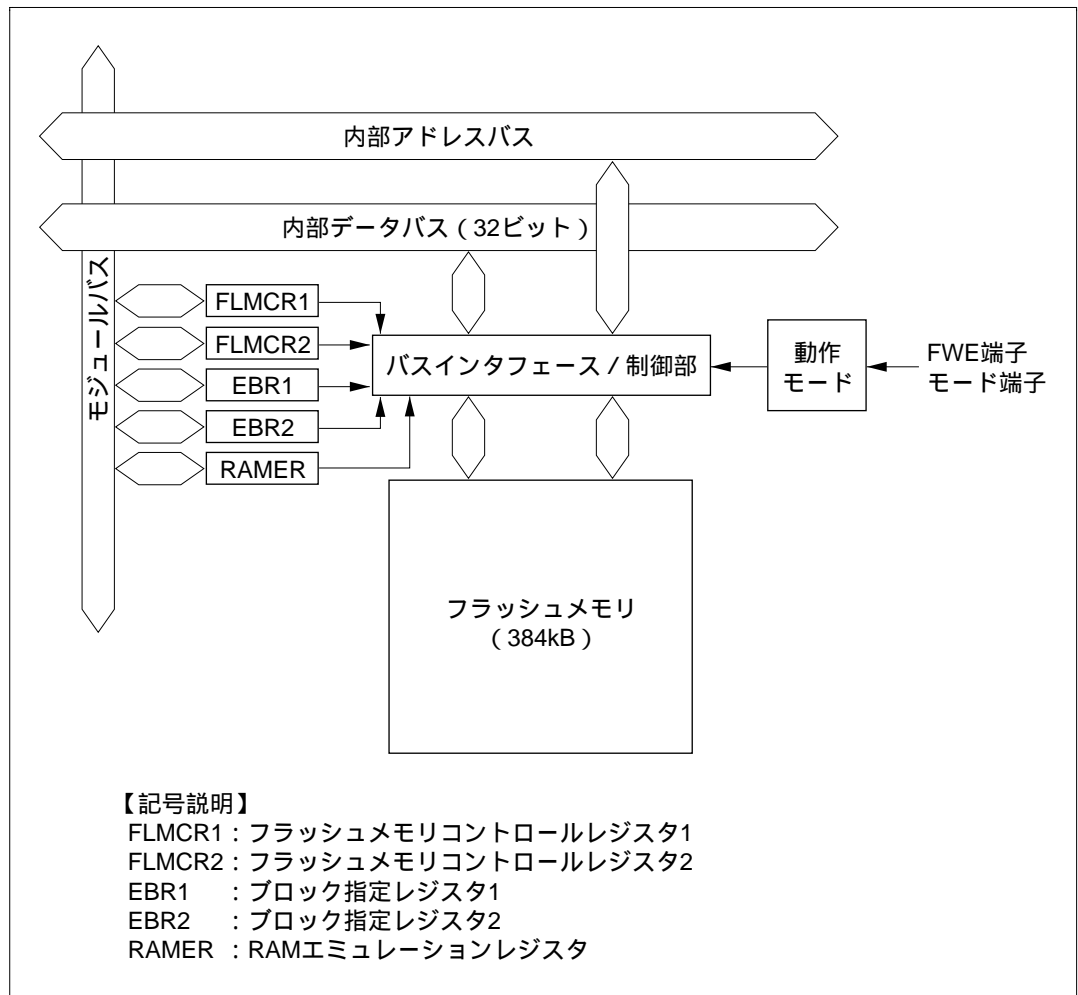 内部アドレスバス
内部データバス(32ビット)
モジュールバス
FLMCR1
FLMCR2
EBR1
EBR2
RAMER
バスインタフェース/制御部
動作
モード
FWE端子
モード端子
フラッシュメモリ
(384kB)
【記号説明】
FLMCR1:フラッシュメモリコントロールレジスタ1
FLMCR2:フラッシュメモリコントロールレジスタ2
EBR1 :ブロック指定レジスタ1
EBR2 :ブロック指定レジスタ2
RAMER :RAMエミュレーションレジスタ